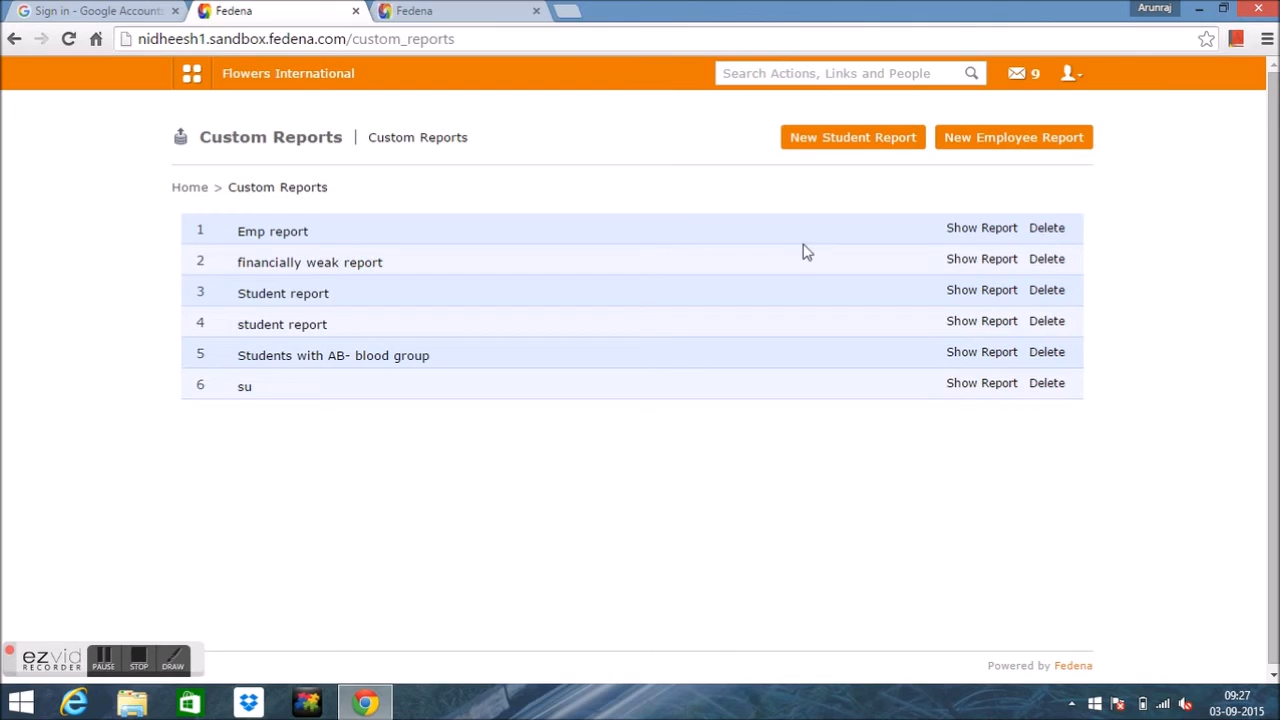 Sign in - Google Accounts
Fedena
Fedena
Arunraj
nidheesh1.sandbox.fedena.com/custom_reports
Flowers International
Search Actions, Links and People
9
Custom Reports | Custom Reports
New Student Report
New Employee Report
Home > Custom Reports
1 Emp report Show Report Delete
2 financially weak report Show Report Delete
3 Student report Show Report Delete
4 student report Show Report Delete
5 Students with AB- blood group Show Report Delete
6 su Show Report Delete
ezvid
RECORDER
PAUSE
STOP
DRAW
Powered by Fedena
09:27
03-09-2015